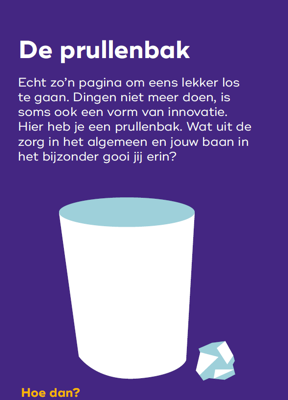 De prullenbak
Echt zo'n pagina om eens lekker los
te gaan. Dingen niet meer doen, is
soms ook een vorm van innovatie.
Hier heb je een prullenbak. Wat uit de
zorg in het algemeen en jouw baan in
het bijzonder gooi jij erin?
Hoe dan?